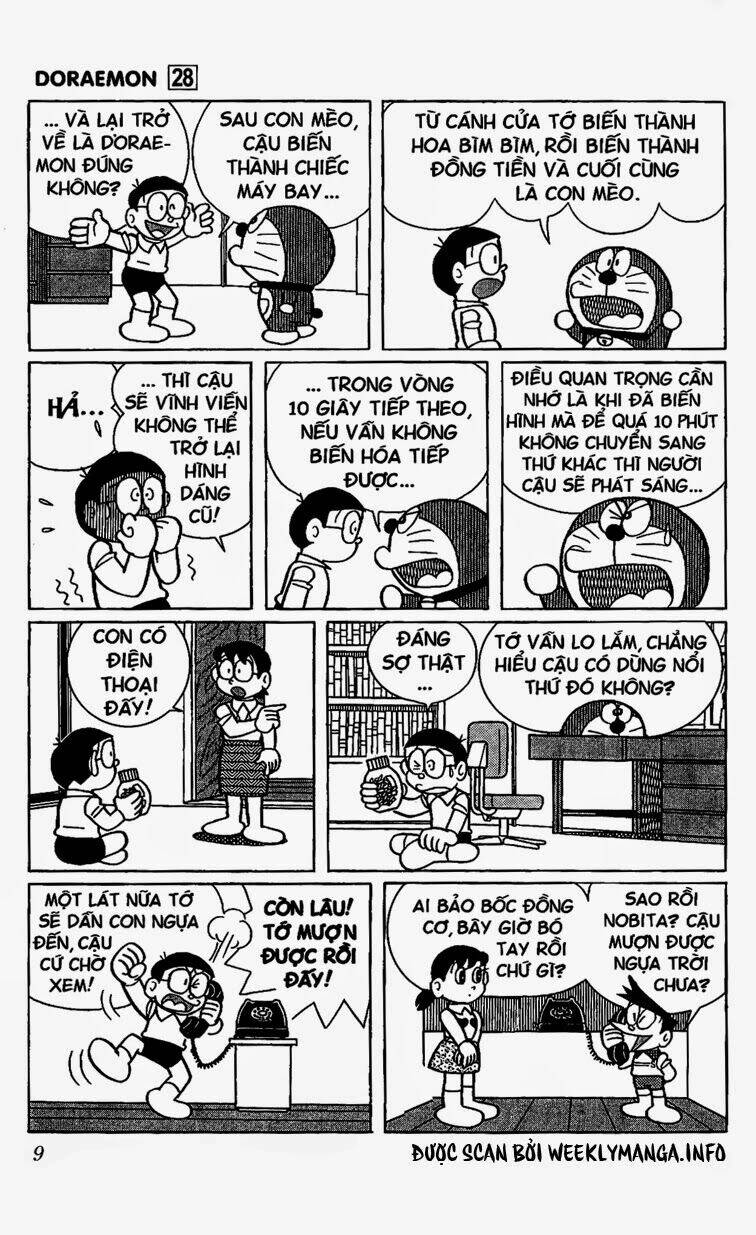 DORAEMON 28
TỪ CÁNH CỬA TỚ BIẾN THÀNH
HOA BÌM BÌM, RỒI BIẾN THÀNH
ĐỒNG TIỀN VÀ CUỐI CÙNG
LÀ CON MÈO.
SAU CON MÈO,
CẬU BIẾN
THÀNH CHIẾC
MÁY BAY...
... VÀ LẠI TRỞ
VỀ LÀ DORAE-
MON ĐÚNG
KHÔNG?
ĐIỀU QUAN TRỌNG CẦN
NHỚ LÀ KHI ĐÃ BIẾN
HÌNH MÀ ĐỂ QUÁ 10 PHÚT
KHÔNG CHUYỂN SANG
THỨ KHÁC THÌ NGƯỜI
CẬU SẼ PHÁT SÁNG...
... TRONG VÒNG
10 GIÂY TIẾP THEO,
NẾU VẪN KHÔNG
BIẾN HÓA TIẾP
ĐƯỢC...
... THÌ CẬU
SẼ VĨNH VIỄN
KHÔNG THỂ
TRỞ LẠI
HÌNH
DÁNG
CŨ!
HẢ...
TỚ VẪN LO LẮM, CHẲNG
HIỂU CẬU CÓ DÙNG NỔI
THỨ ĐÓ KHÔNG?
ĐÁNG
SỢ THẬT
...
CON CÓ
ĐIỆN
THOẠI
ĐẤY!
SAO RỒI
NOBITA? CẬU
MƯỢN ĐƯỢC
NGỰA TRỜI
CHƯA?
AI BẢO BỐC ĐỒNG
CƠ, BÂY GIỜ BÓ
TAY RỒI
CHỨ GÌ?
CÒN LÂU!
TỚ MƯỢN
ĐƯỢC RỒI
ĐẤY!
MỘT LÁT NỮA TỚ
SẼ DẪN CON NGỰA
ĐẾN, CẬU
CỨ CHỜ
XEM!
9
ĐƯỢC SCAN BỞI WEEKLYMANGA.INFO